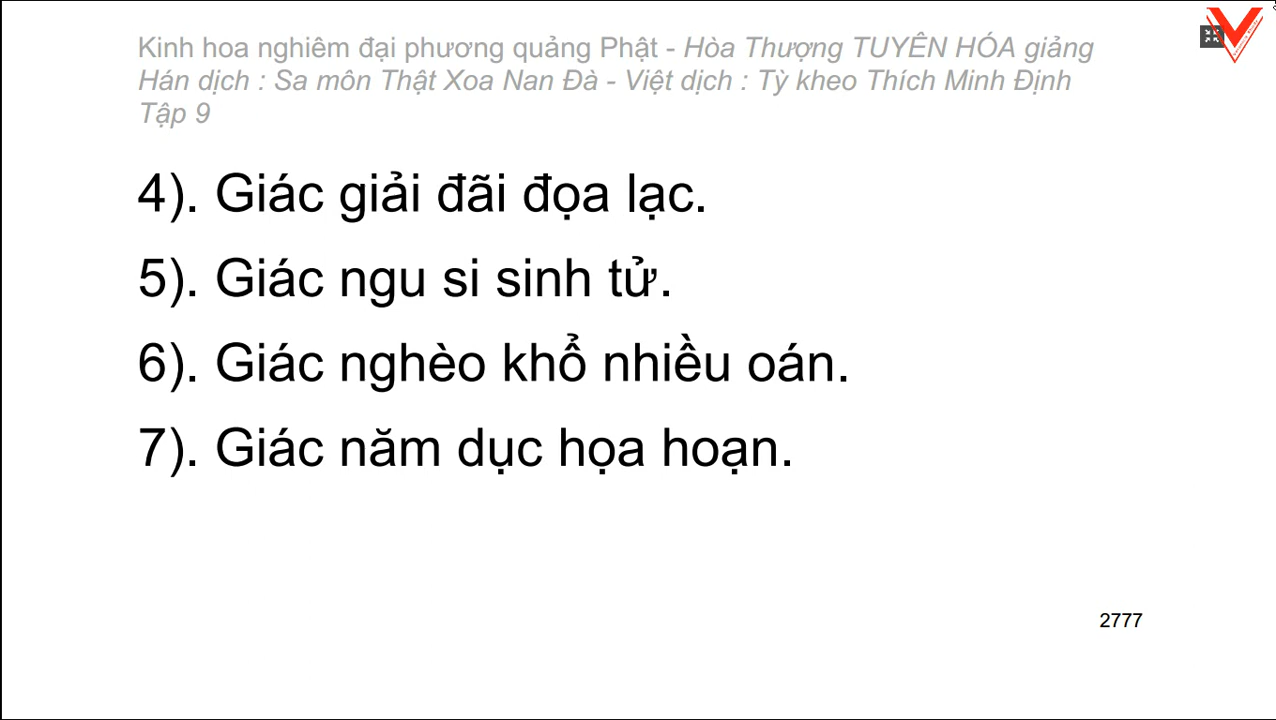 Kinh hoa nghiêm đại phương quảng Phật - Hòa Thượng TUYÊN HÓA giảng
Hán dịch : Sa môn Thật Xoa Nan Đà - Việt dịch : Tỳ kheo Thích Minh Định
Tập 9
4). Giác giải đãi đọa lạc.
5). Giác ngu si sinh tử.
6). Giác nghèo khổ nhiều oán.
7). Giác năm dục họa hoạn.
2777